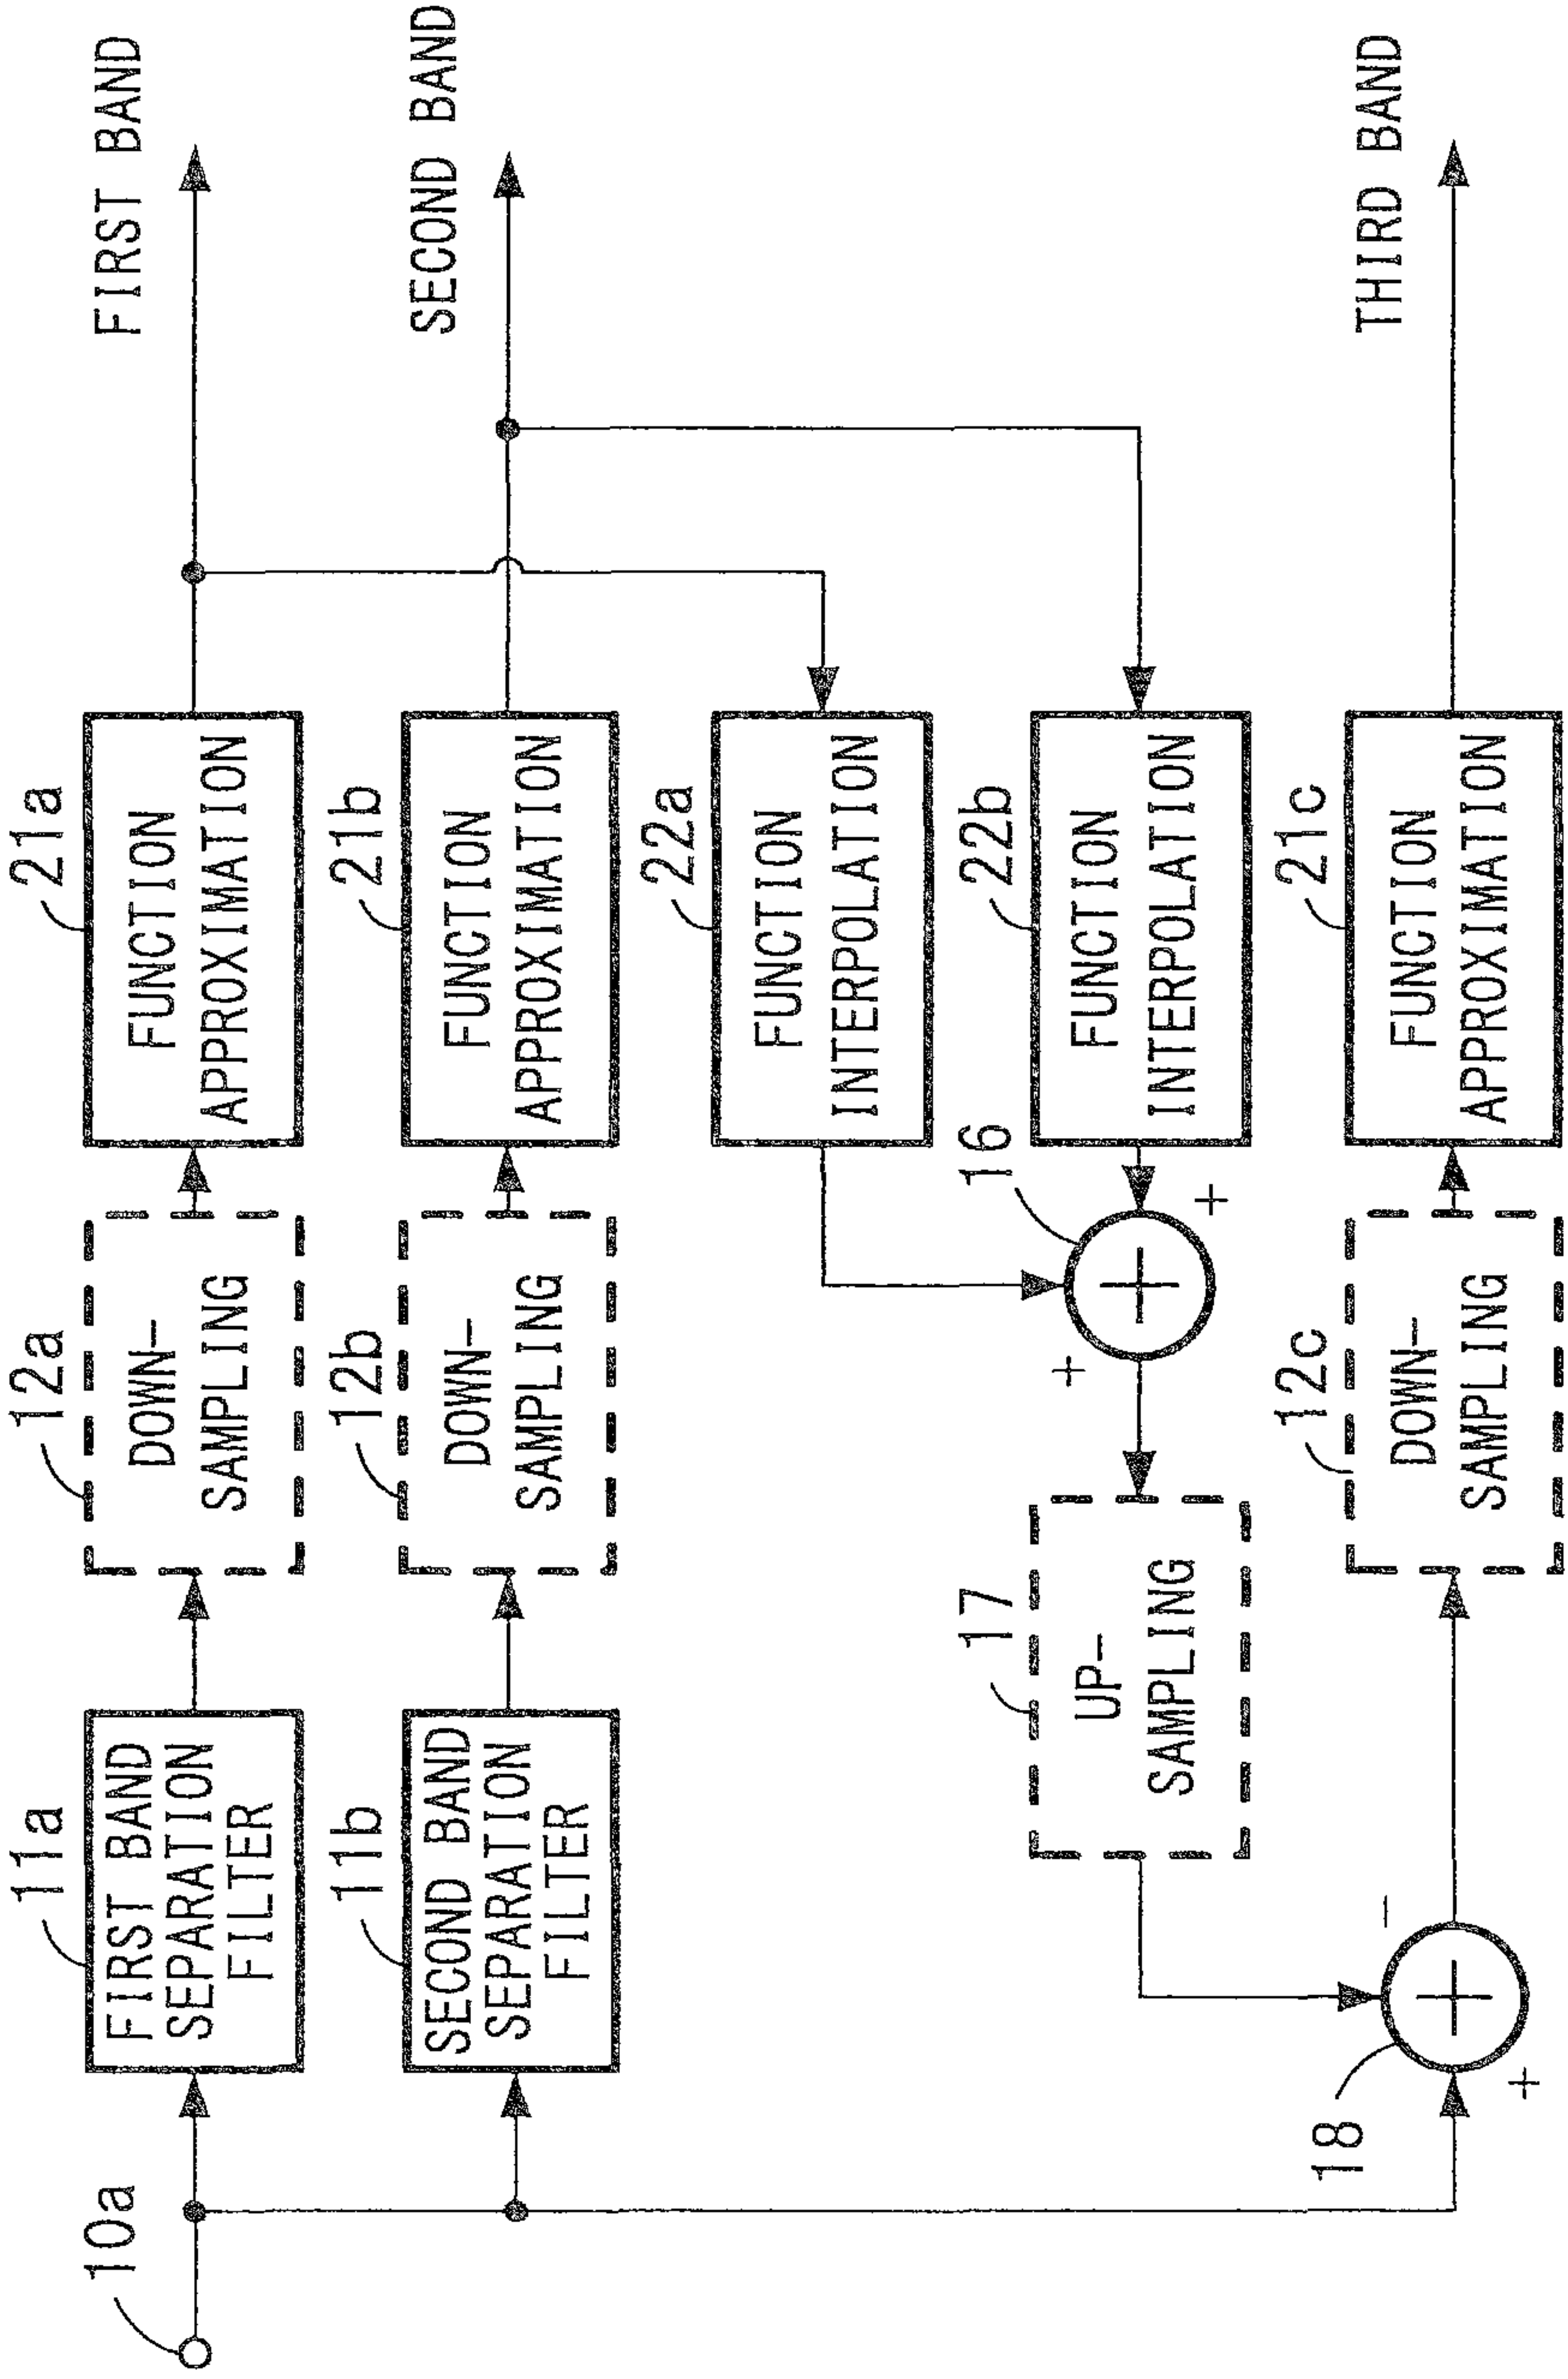 10a
11a
FIRST BAND
SEPARATION
FILTER
12a
DOWN-
SAMPLING
21a
FUNCTION
APPROXIMATION
FIRST BAND
11b
SECOND BAND
SEPARATION
FILTER
12b
DOWN-
SAMPLING
21b
FUNCTION
APPROXIMATION
SECOND BAND
22a
FUNCTION
INTERPOLATION
17
UP-
SAMPLING
+
16
+
22b
FUNCTION
INTERPOLATION
+
18
-
+
+
12c
DOWN-
SAMPLING
21c
FUNCTION
APPROXIMATION
THIRD BAND